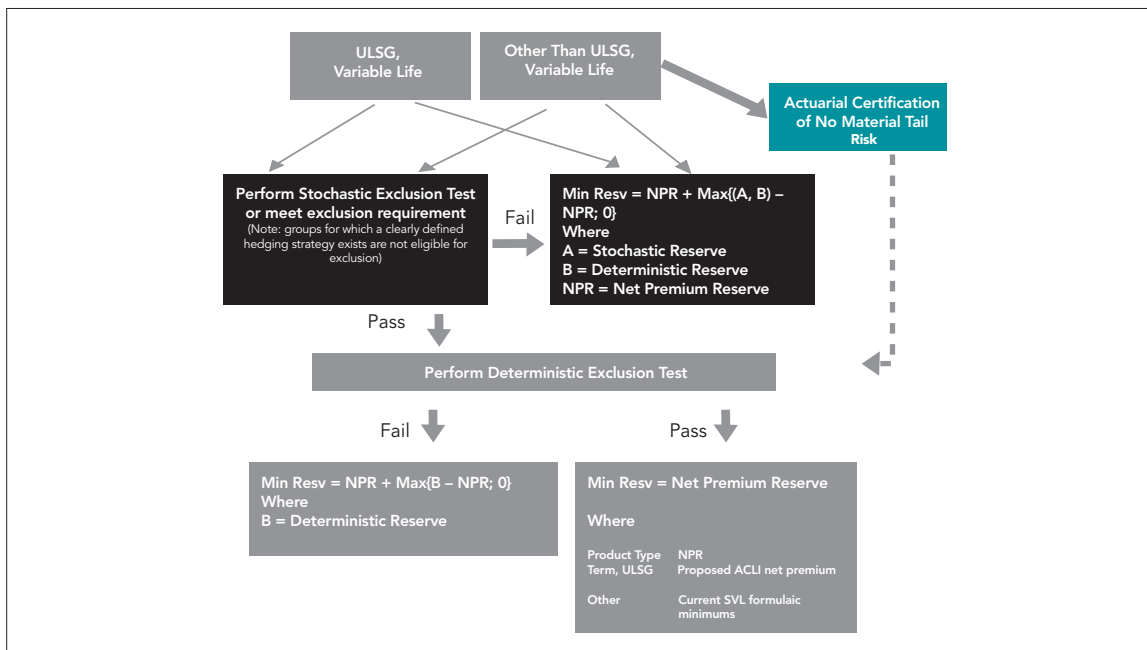 ULSG,
Variable Life
Other Than ULSG,
Variable Life
Actuarial Certification
of No Material Tail
Risk
Perform Stochastic Exclusion Test
or meet exclusion requirement
(Note: groups for which a clearly defined
hedging strategy exists are not eligible for
exclusion)
Fail
Min Resv = NPR + Max{(A, B) –
NPR; 0}
Where
A = Stochastic Reserve
B = Deterministic Reserve
NPR = Net Premium Reserve
Pass
Perform Deterministic Exclusion Test
Fail
Pass
Min Resv = NPR + Max{B – NPR; 0}
Where
B = Deterministic Reserve
Min Resv = Net Premium Reserve
Where
Product Type NPR
Term, ULSG Proposed ACLI net premium
Other Current SVL formulaic
minimums